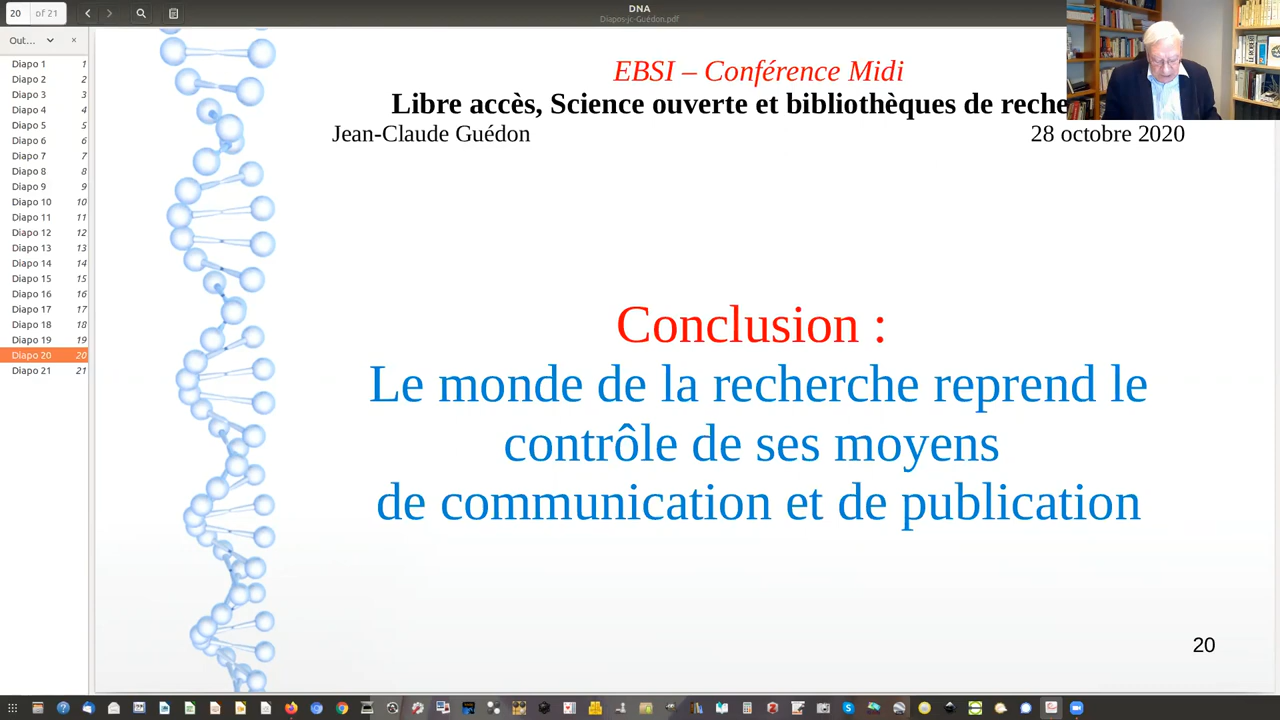 20 of 21
DNA
Diapos-jc-Guédon.pdf
Out...
Diapo 1 1
Diapo 2 2
Diapo 3 3
Diapo 4 4
Diapo 5 5
Diapo 6 6
Diapo 7 7
Diapo 8 8
Diapo 9 9
Diapo 10 10
Diapo 11 11
Diapo 12 12
Diapo 13 13
Diapo 14 14
Diapo 15 15
Diapo 16 16
Diapo 17 17
Diapo 18 18
Diapo 19 19
Diapo 20 20
Diapo 21 21
EBSI – Conférence Midi
Libre accès, Science ouverte et bibliothèques de reche
Jean-Claude Guédon 28 octobre 2020
Conclusion :
Le monde de la recherche reprend le
contrôle de ses moyens
de communication et de publication
20